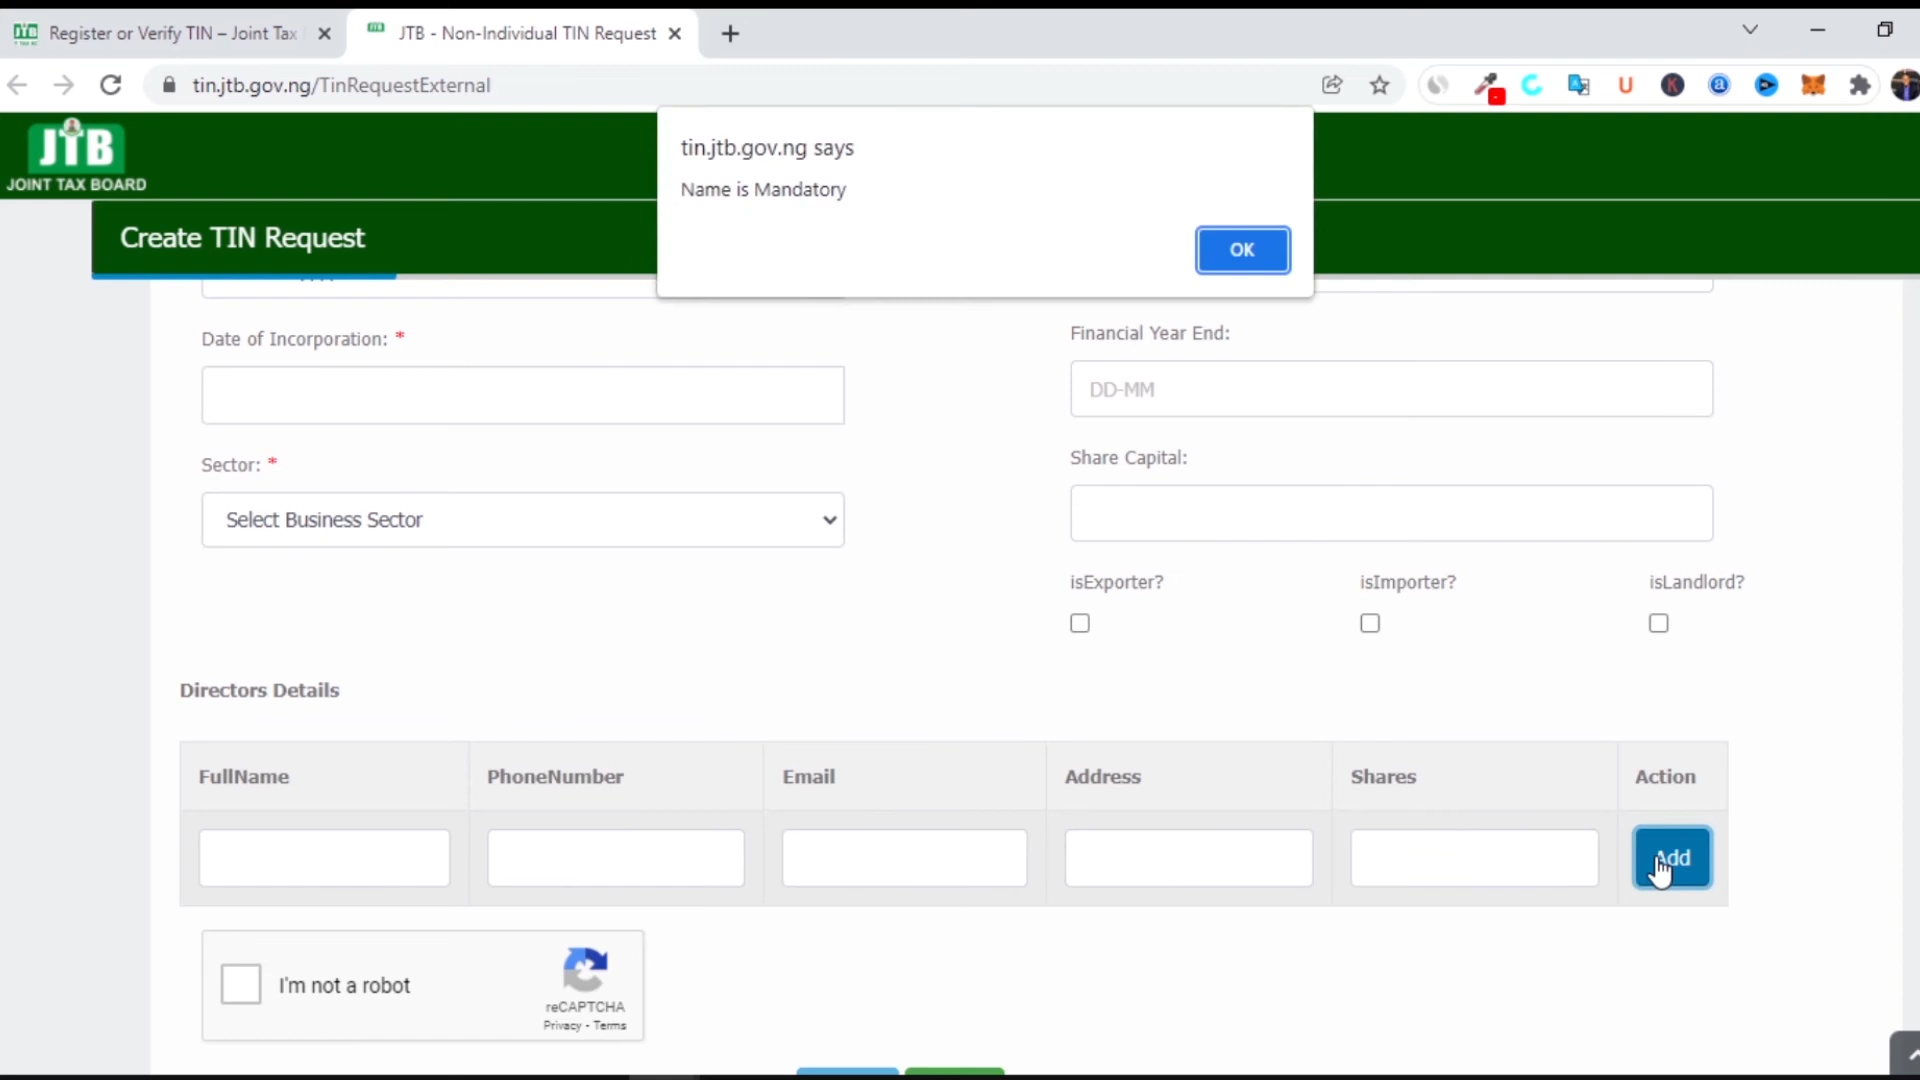 Register or Verify TIN – Joint Tax
JTB - Non-Individual TIN Request
tin.jtb.gov.ng/TinRequestExternal
JTB
JOINT TAX BOARD
tin.jtb.gov.ng says
Name is Mandatory
OK
Create TIN Request
Date of Incorporation: *
Financial Year End:
DD-MM
Sector: *
Select Business Sector
Share Capital:
isExporter?
isImporter?
isLandlord?
Directors Details
FullName
PhoneNumber
Email
Address
Shares
Action
Add
I'm not a robot
reCAPTCHA
Privacy - Terms